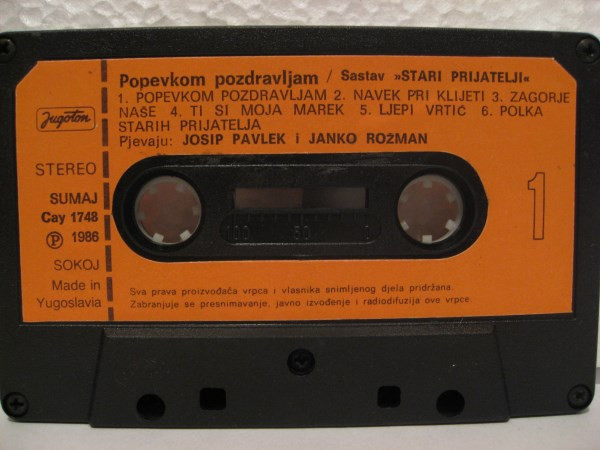 Popevkom pozdravljam / Sastav »STARI PRIJATELJI«
1. POPEVKOM POZDRAVLJAM 2. NAVEK PRI KLIJETI 3. ZAGORJE
NAŠE 4. TI SI MOJA MAREK 5. LJEPI VRTIĆ 6. POLKA
STARIH PRIJATELJA
Pjevaju: JOSIP PAVLEK i JANKO ROŽMAN
Jugoton
STEREO
SUMAJ
Cay 1748
Ⓟ 1986
SOKOJ
Made in
Yugoslavia
1
100 50 0
Sva prava proizvođača vrpca i vlasnika snimljenog djela pridržana.
Zabranjuje se presnimavanje, javno izvođenje i radiodifuzija ove vrpce.